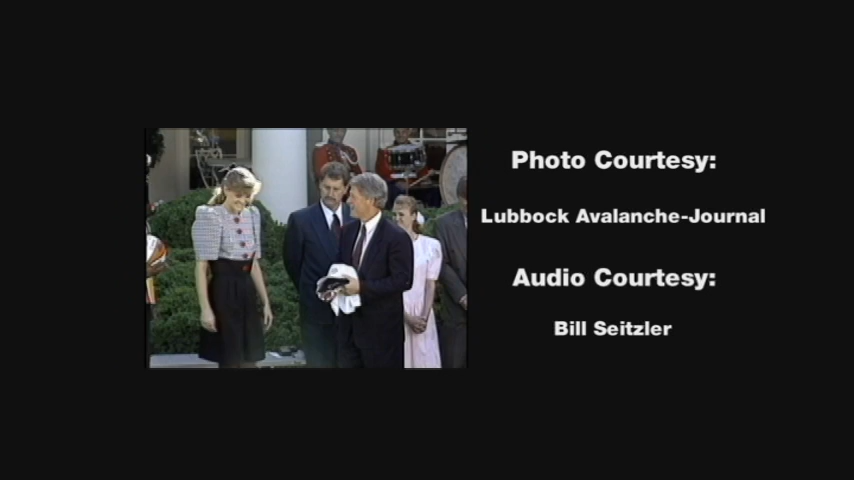 Photo Courtesy:
Lubbock Avalanche-Journal
Audio Courtesy:
Bill Seitzler